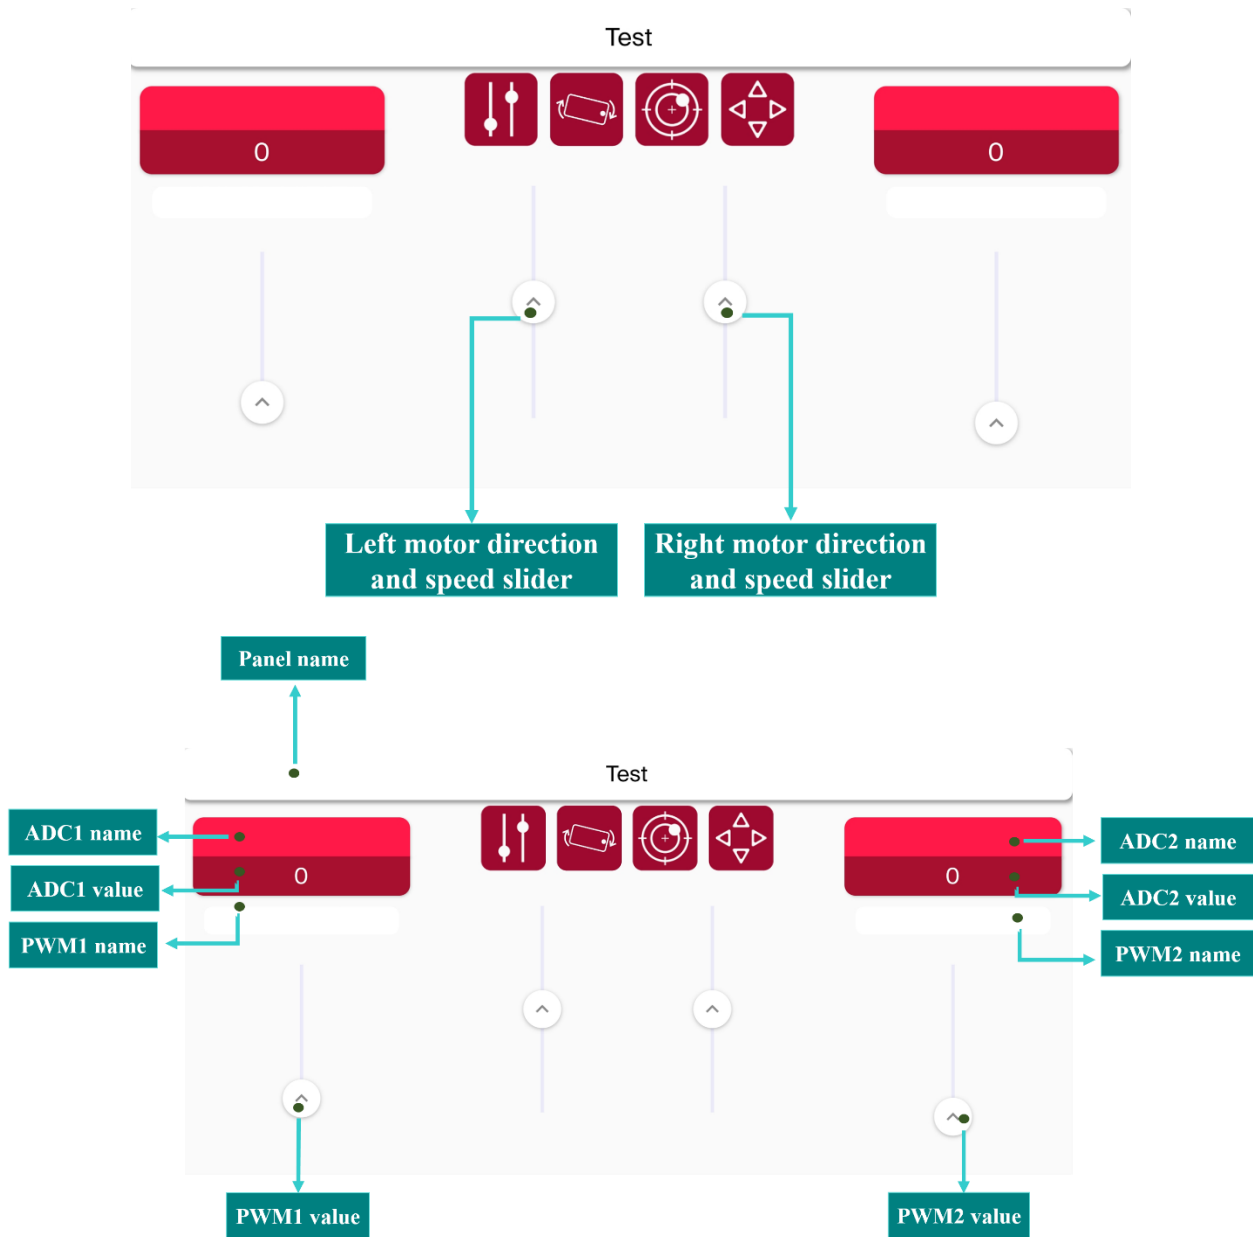 Test
0
0
Left motor direction
and speed slider
Right motor direction
and speed slider
Panel name
Test
ADC1 name
ADC2 name
ADC1 value
0
0
ADC2 value
PWM1 name
PWM2 name
PWM1 value
PWM2 value